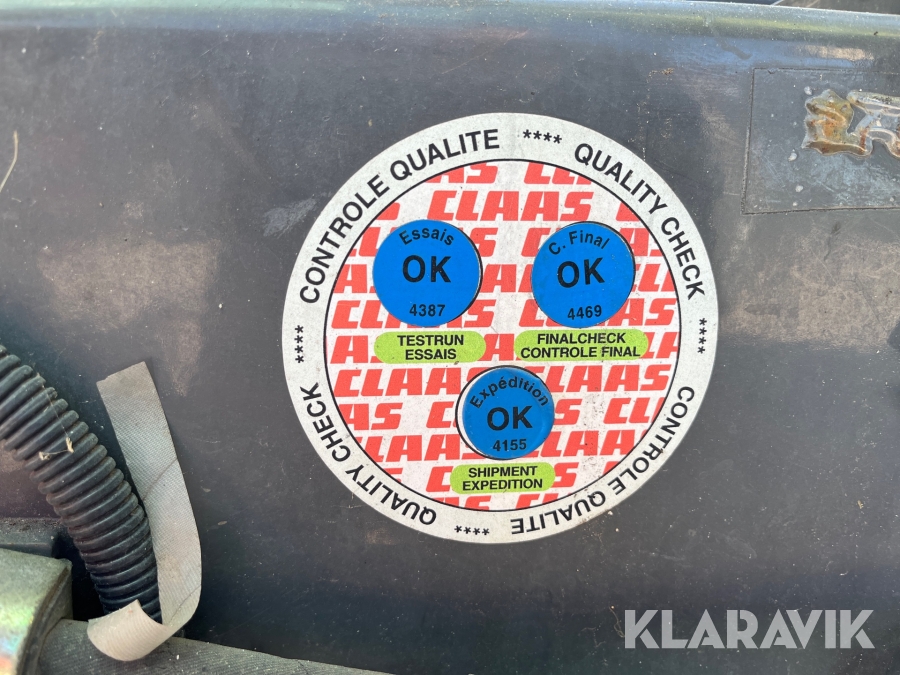 CONTROLE QUALITE **** QUALITY CHECK ****
CONTROLE QUALITE **** QUALITY CHECK ****
CLAAS
Essais
OK
4387
C. Final
OK
4469
TESTRUN
ESSAIS
FINALCHECK
CONTROLE FINAL
CLAAS
Expédition
OK
4155
SHIPMENT
EXPEDITION
KLARAVIK